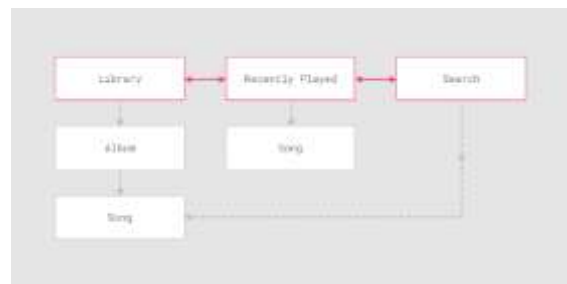 Library
Recently Played
Search
Album
Song
Song